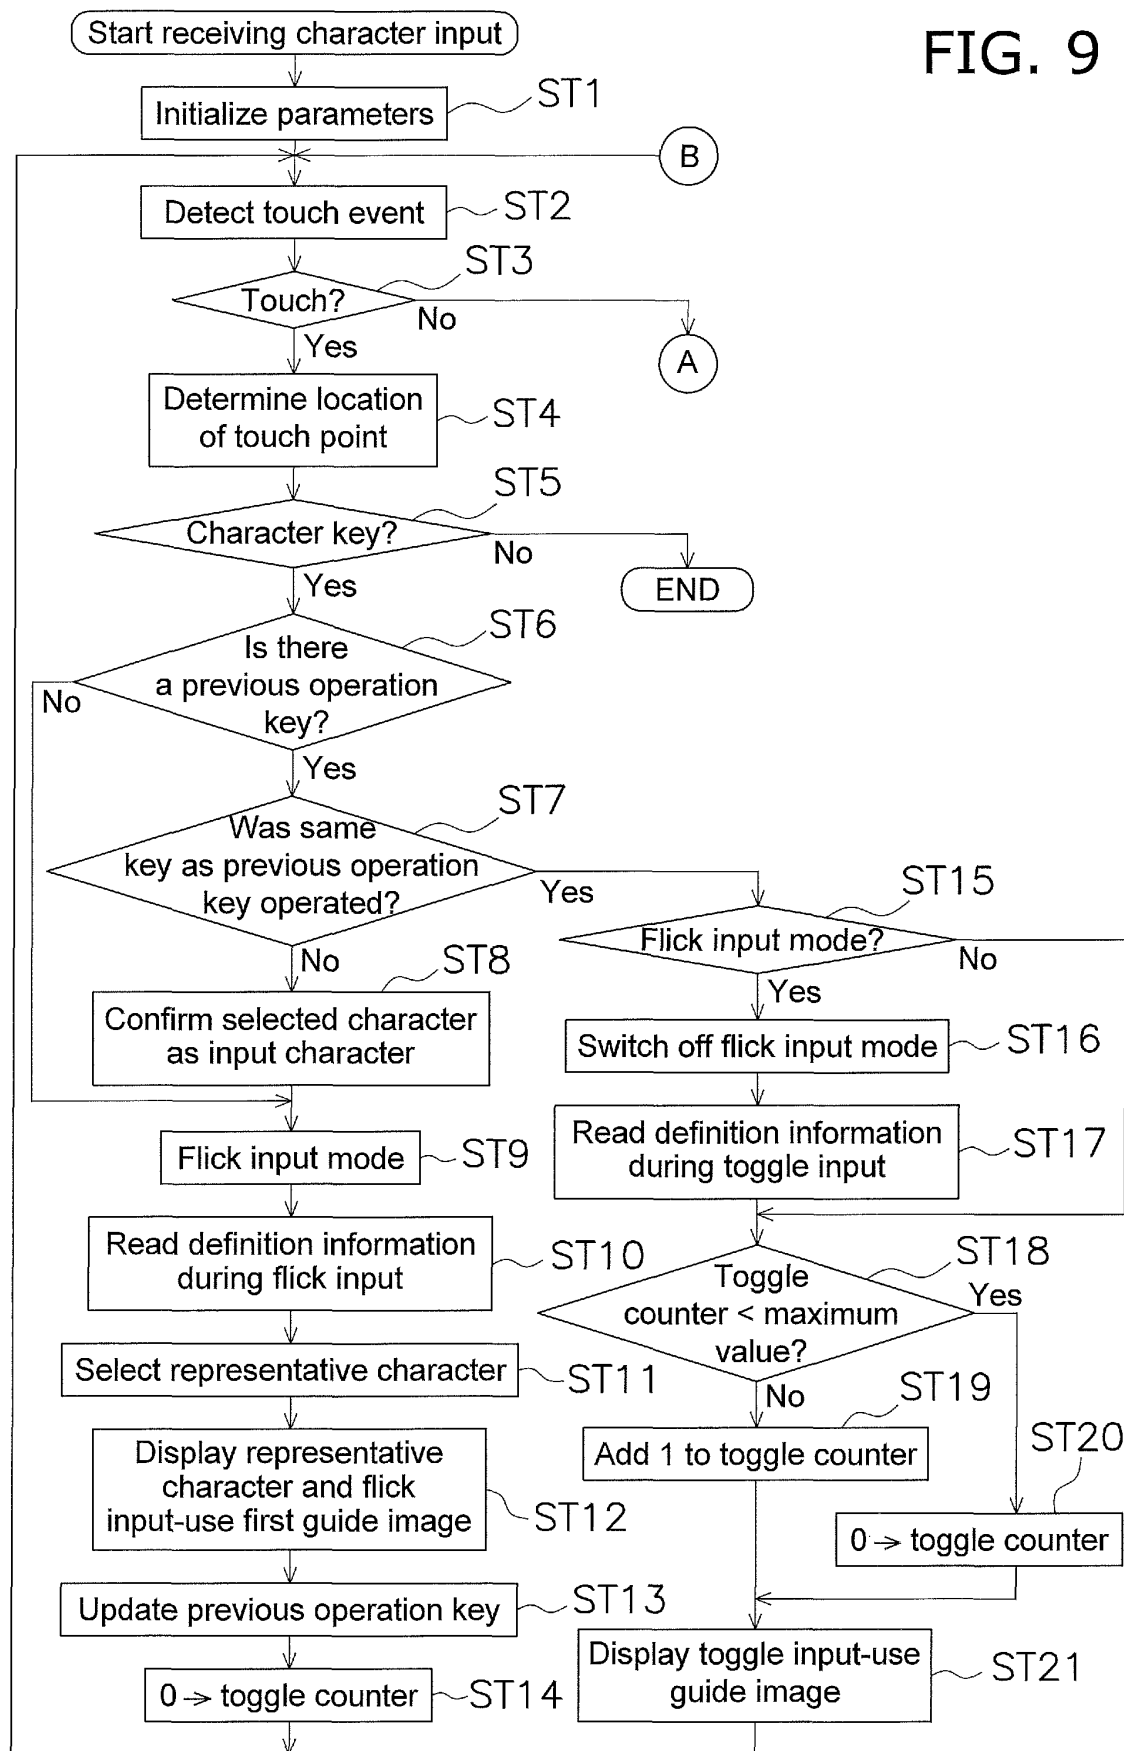 FIG. 9
Start receiving character input
Initialize parameters
ST1
B
Detect touch event
ST2
Touch?
ST3
No
A
Yes
Determine location
of touch point
ST4
Character key?
ST5
No
END
Yes
Is there
a previous operation
key?
ST6
No
Yes
Was same
key as previous operation
key operated?
ST7
Yes
No
Confirm selected character
as input character
ST8
Flick input mode
ST9
Read definition information
during flick input
ST10
Select representative character
ST11
Display representative
character and flick
input-use first guide image
ST12
Update previous operation key
ST13
0 → toggle counter
ST14
Flick input mode?
ST15
No
Yes
Switch off flick input mode
ST16
Read definition information
during toggle input
ST17
Toggle
counter < maximum
value?
ST18
Yes
No
Add 1 to toggle counter
ST19
0 → toggle counter
ST20
Display toggle input-use
guide image
ST21